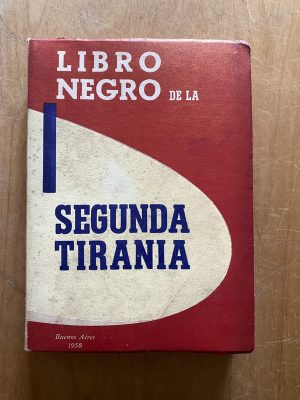 LIBRO
NEGRO DE LA
SEGUNDA
TIRANIA
Buenos Aires
1958